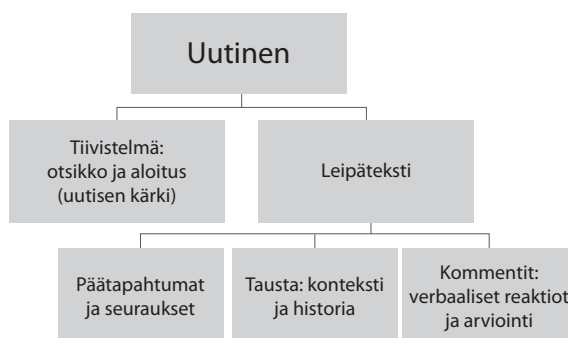 Uutinen
Tiivistelmä:
otsikko ja aloitus
(uutisen kärki)
Leipäteksti
Päätapahtumat
ja seuraukset
Tausta: konteksti
ja historia
Kommentit:
verbaaliset reaktiot
ja arviointi